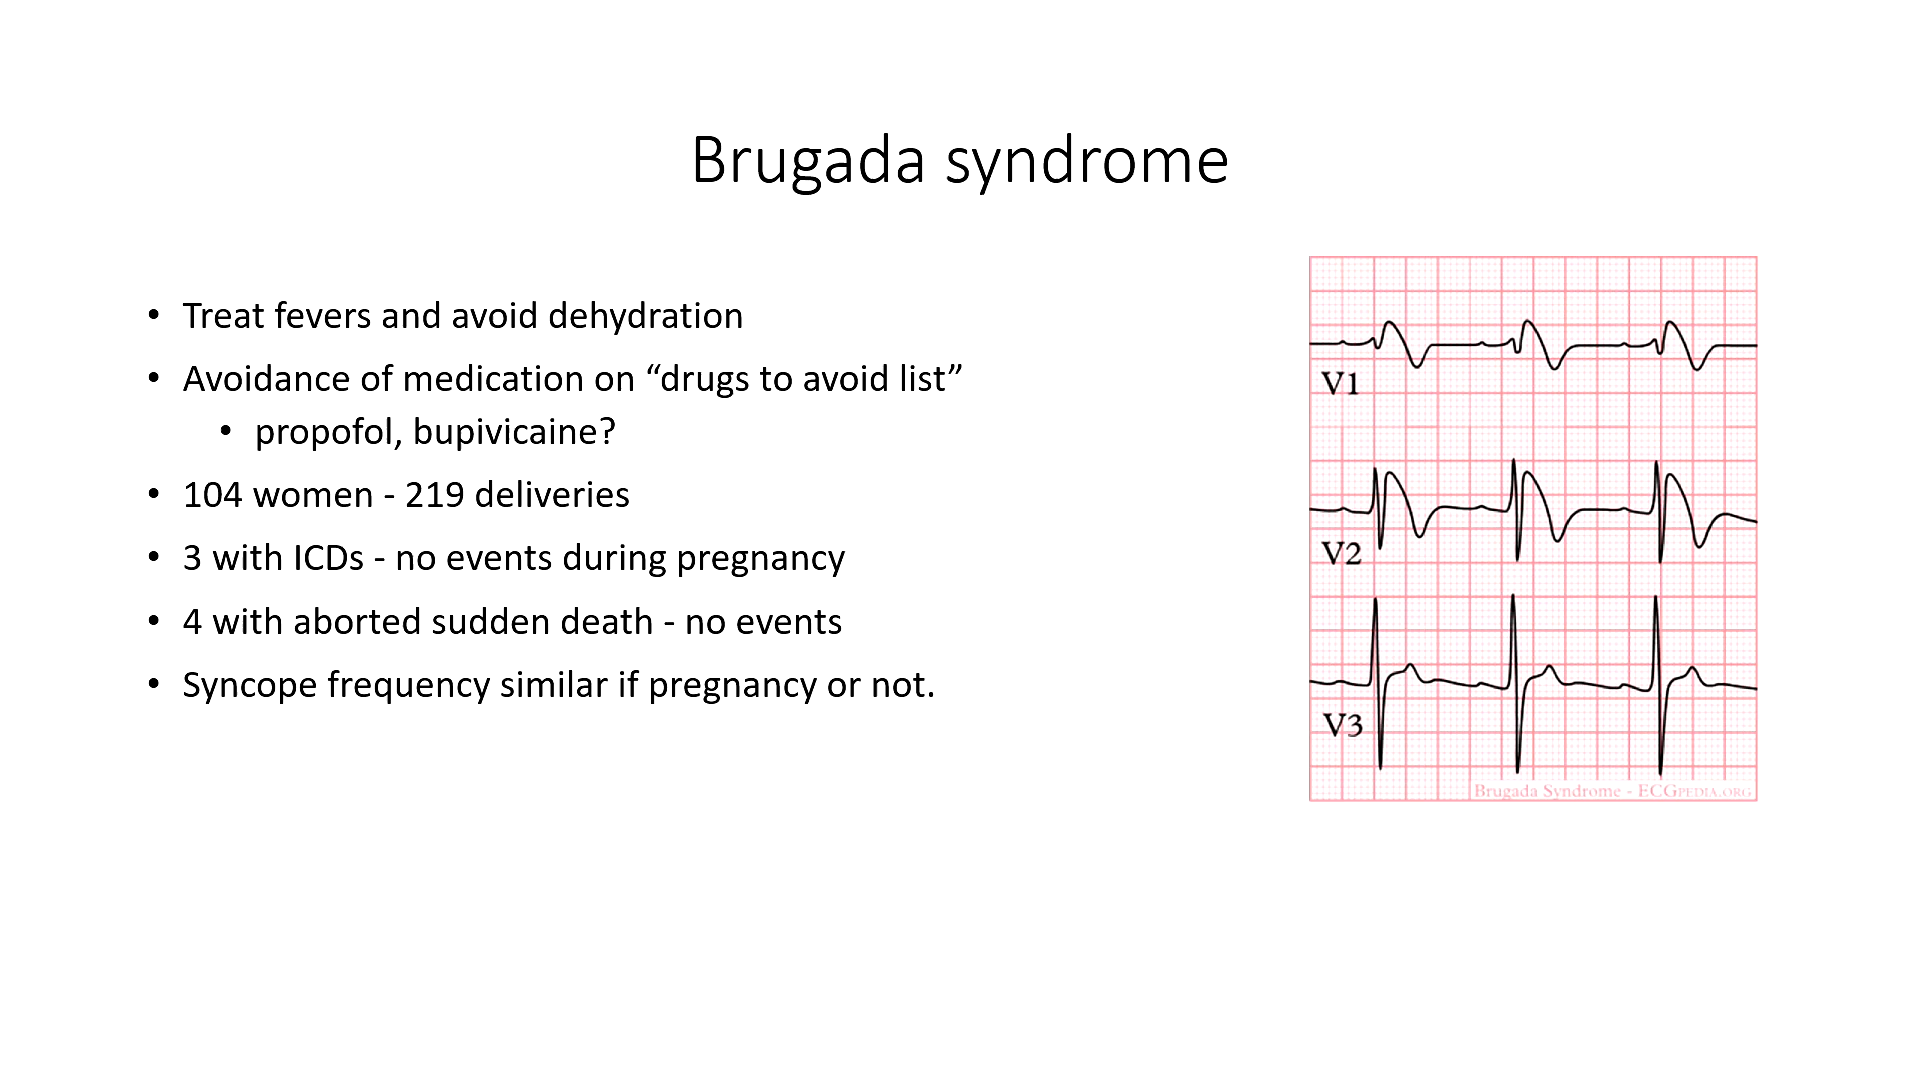 Brugada syndrome
• Treat fevers and avoid dehydration
• Avoidance of medication on “drugs to avoid list”
• propofol, bupivicaine?
• 104 women - 219 deliveries
• 3 with ICDs - no events during pregnancy
• 4 with aborted sudden death - no events
• Syncope frequency similar if pregnancy or not.
V1
V2
V3
Brugada Syndrome - ECGPEDIA.ORG